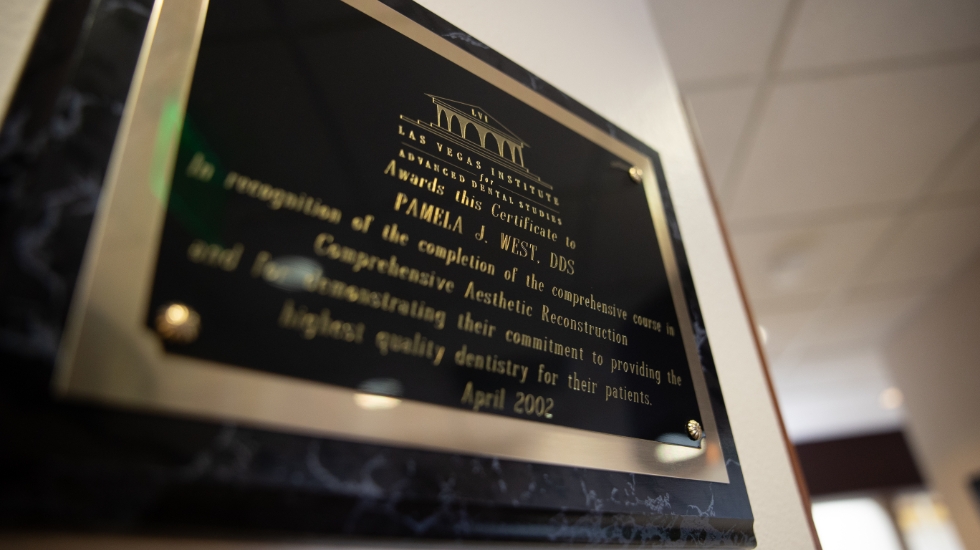 LVI
LAS VEGAS INSTITUTE
for
ADVANCED DENTAL STUDIES
Awards this Certificate to
PAMELA J. WEST, DDS
In recognition of the completion of the comprehensive course in
Comprehensive Aesthetic Reconstruction
and for demonstrating their commitment to providing the
highest quality dentistry for their patients.
April 2002